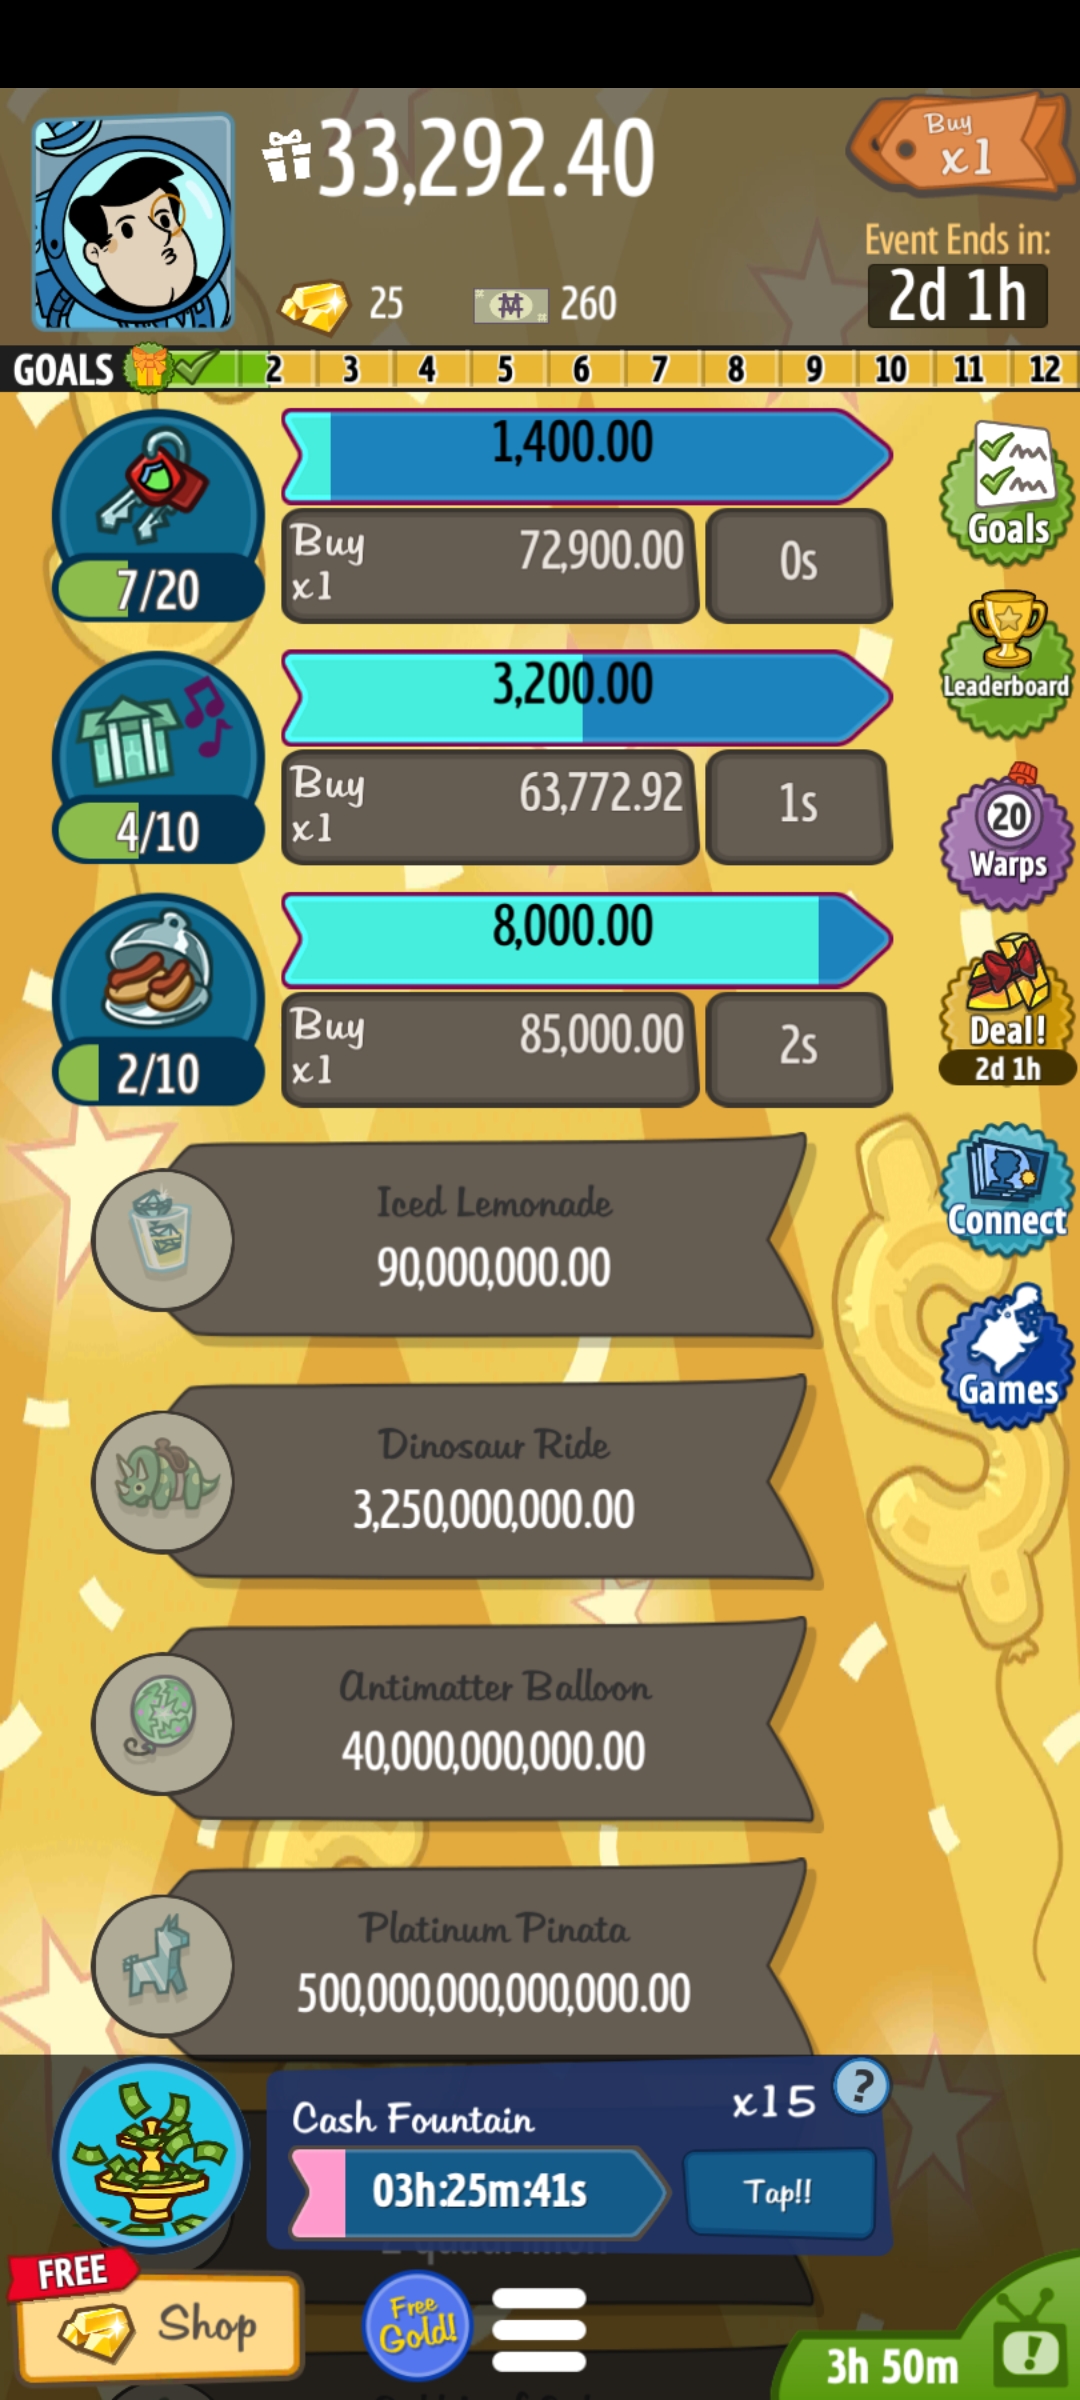 33,292.40
Buy
x1
Event Ends in:
25
260
2d 1h
GOALS 2 3 4 5 6 7 8 9 10 11 12
1,400.00
Buy
x1
72,900.00
0s
7/20
Goals
3,200.00
Leaderboard
Buy
x1
63,772.92
1s
4/10
20
Warps
8,000.00
Buy
x1
85,000.00
2s
2/10
Deal!
2d 1h
Iced Lemonade
90,000,000.00
Connect
Games
Dinosaur Ride
3,250,000,000.00
Antimatter Balloon
40,000,000,000.00
Platinum Pinata
500,000,000,000,000.00
Cash Fountain
x15
?
03h:25m:41s
Tap!!
FREE
Shop
Free
Gold!
3h 50m